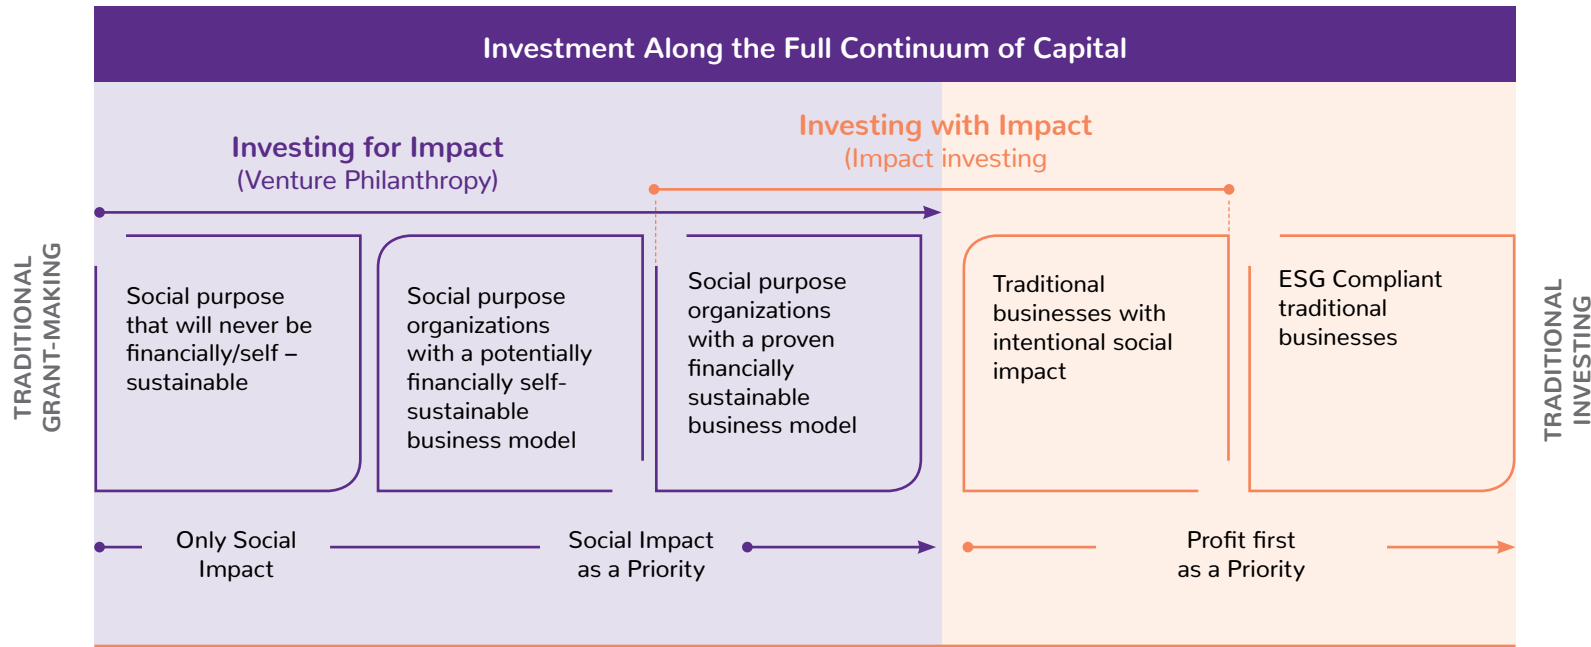 Investment Along the Full Continuum of Capital
Investing for Impact
(Venture Philanthropy)
Investing with Impact
(Impact investing
TRADITIONAL
GRANT-MAKING
Social purpose
that will never be
financially/self –
sustainable
Social purpose
organizations
with a potentially
financially self-
sustainable
business model
Social purpose
organizations
with a proven
financially
sustainable
business model
Traditional
businesses with
intentional social
impact
ESG Compliant
traditional
businesses
TRADITIONAL
INVESTING
Only Social
Impact
Social Impact
as a Priority
Profit first
as a Priority